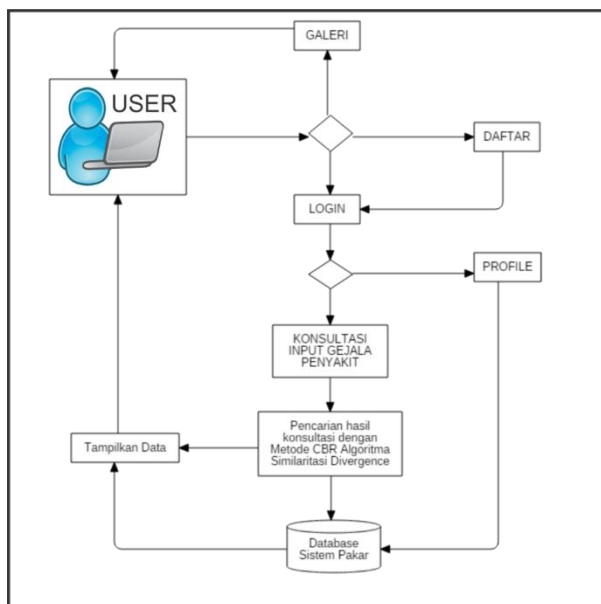 GALERI
USER
DAFTAR
LOGIN
PROFILE
KONSULTASI
INPUT GEJALA
PENYAKIT
Pencarian hasil
konsultasi dengan
Metode CBR Algoritma
Similaritasi Divergence
Tampilkan Data
Database
Sistem Pakar